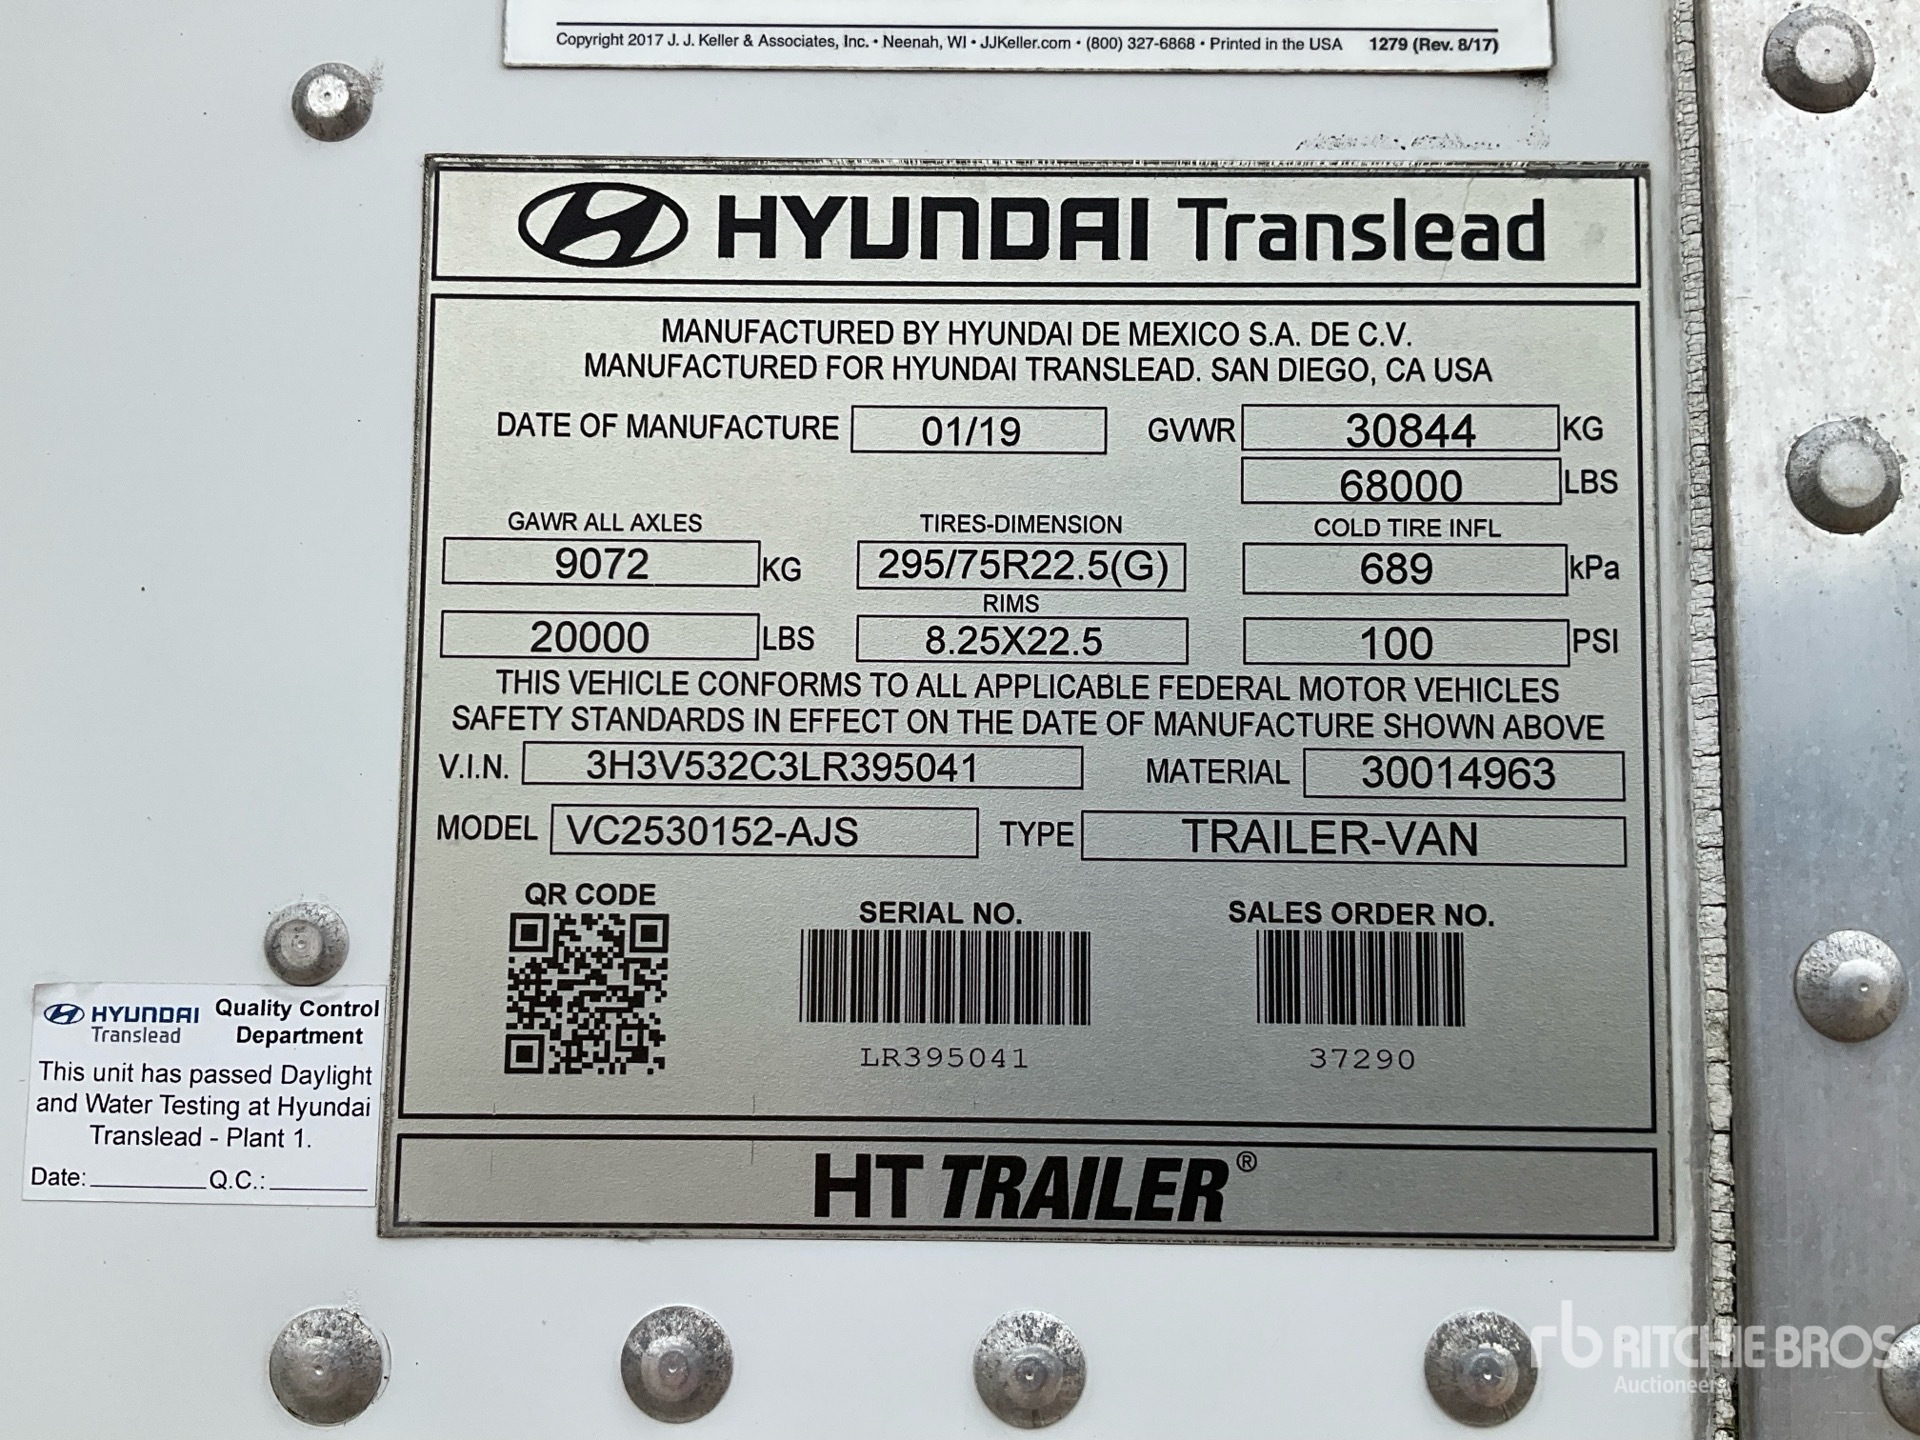 Copyright 2017 J. J. Keller & Associates, Inc. • Neenah, WI • JJKeller.com • (800) 327-6868 • Printed in the USA 1279 (Rev. 8/17)
HYUNDAI Translead
MANUFACTURED BY HYUNDAI DE MEXICO S.A. DE C.V.
MANUFACTURED FOR HYUNDAI TRANSLEAD. SAN DIEGO, CA USA
DATE OF MANUFACTURE 01/19 GVWR 30844 KG
68000 LBS
GAWR ALL AXLES TIRES-DIMENSION COLD TIRE INFL
9072 KG 295/75R22.5(G) 689 kPa
RIMS
20000 LBS 8.25X22.5 100 PSI
THIS VEHICLE CONFORMS TO ALL APPLICABLE FEDERAL MOTOR VEHICLES
SAFETY STANDARDS IN EFFECT ON THE DATE OF MANUFACTURE SHOWN ABOVE
V.I.N. 3H3V532C3LR395041 MATERIAL 30014963
MODEL VC2530152-AJS TYPE TRAILER-VAN
QR CODE SERIAL NO. SALES ORDER NO.
LR395041 37290
HT TRAILER®
HYUNDAI Translead Quality Control
Department
This unit has passed Daylight
and Water Testing at Hyundai
Translead - Plant 1.
Date: Q.C.:
rb RITCHIE BROS
Auctioneers